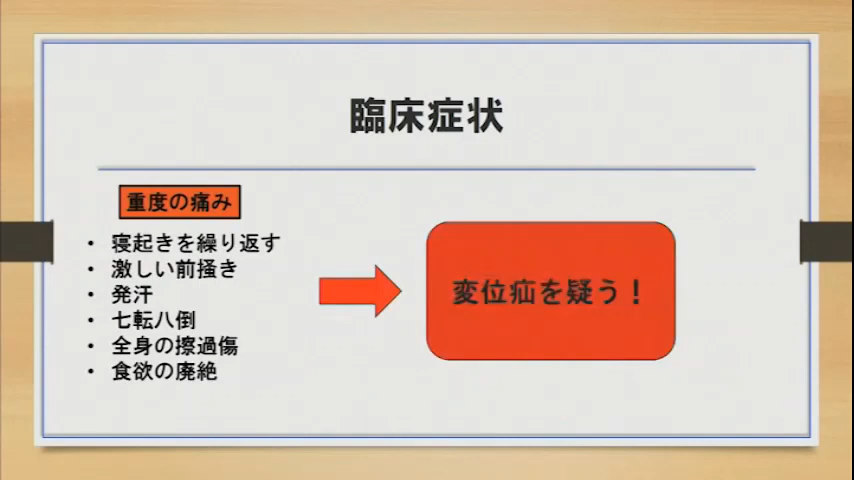 臨床症状
重度の痛み
• 寝起きを繰り返す
• 激しい前掻き
• 発汗
• 七転八倒
• 全身の擦過傷
• 食欲の廃絶
変位疝を疑う！